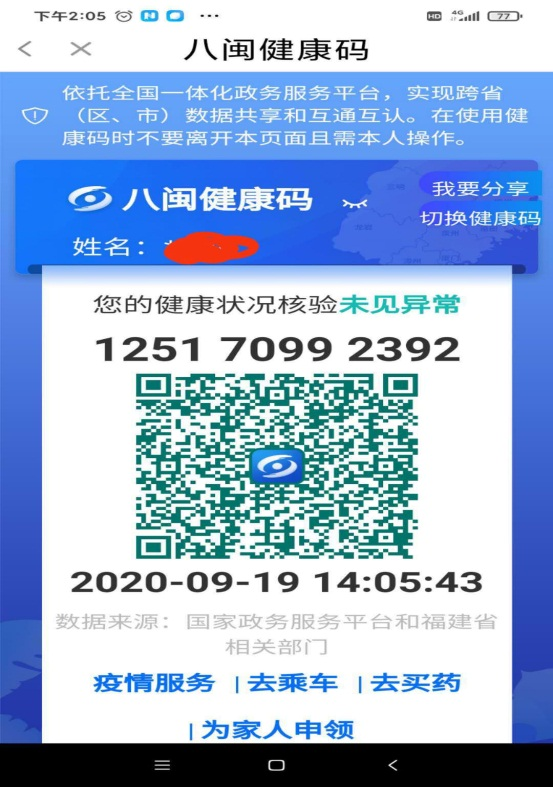 下午2:05 ... HD 4G 77
八闽健康码
依托全国一体化政务服务平台，实现跨省
（区、市）数据共享和互通互认。在使用健
康码时不要离开本页面且需本人操作。
八闽健康码
我要分享
切换健康码
姓名：
您的健康状况核验未见异常
1251 7099 2392
2020-09-19 14:05:43
数据来源：国家政务服务平台和福建省
相关部门
疫情服务 | 去乘车 | 去买药
| 为家人申领